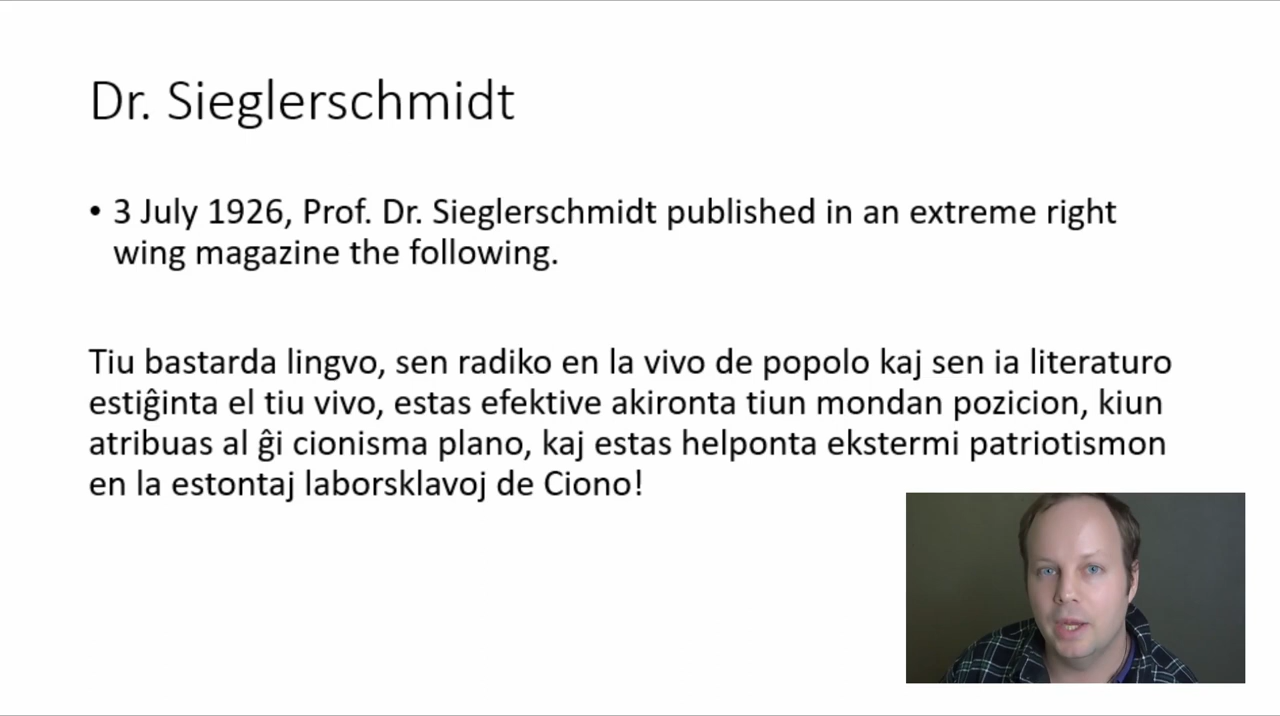 Dr. Sieglerschmidt
• 3 July 1926, Prof. Dr. Sieglerschmidt published in an extreme right
wing magazine the following.
Tiu bastarda lingvo, sen radiko en la vivo de popolo kaj sen ia literaturo
estiĝinta el tiu vivo, estas efektive akironta tiun mondan pozicion, kiun
atribuas al ĝi cionisma plano, kaj estas helponta ekstermi patriotismon
en la estontaj laborsklavoj de Ciono!